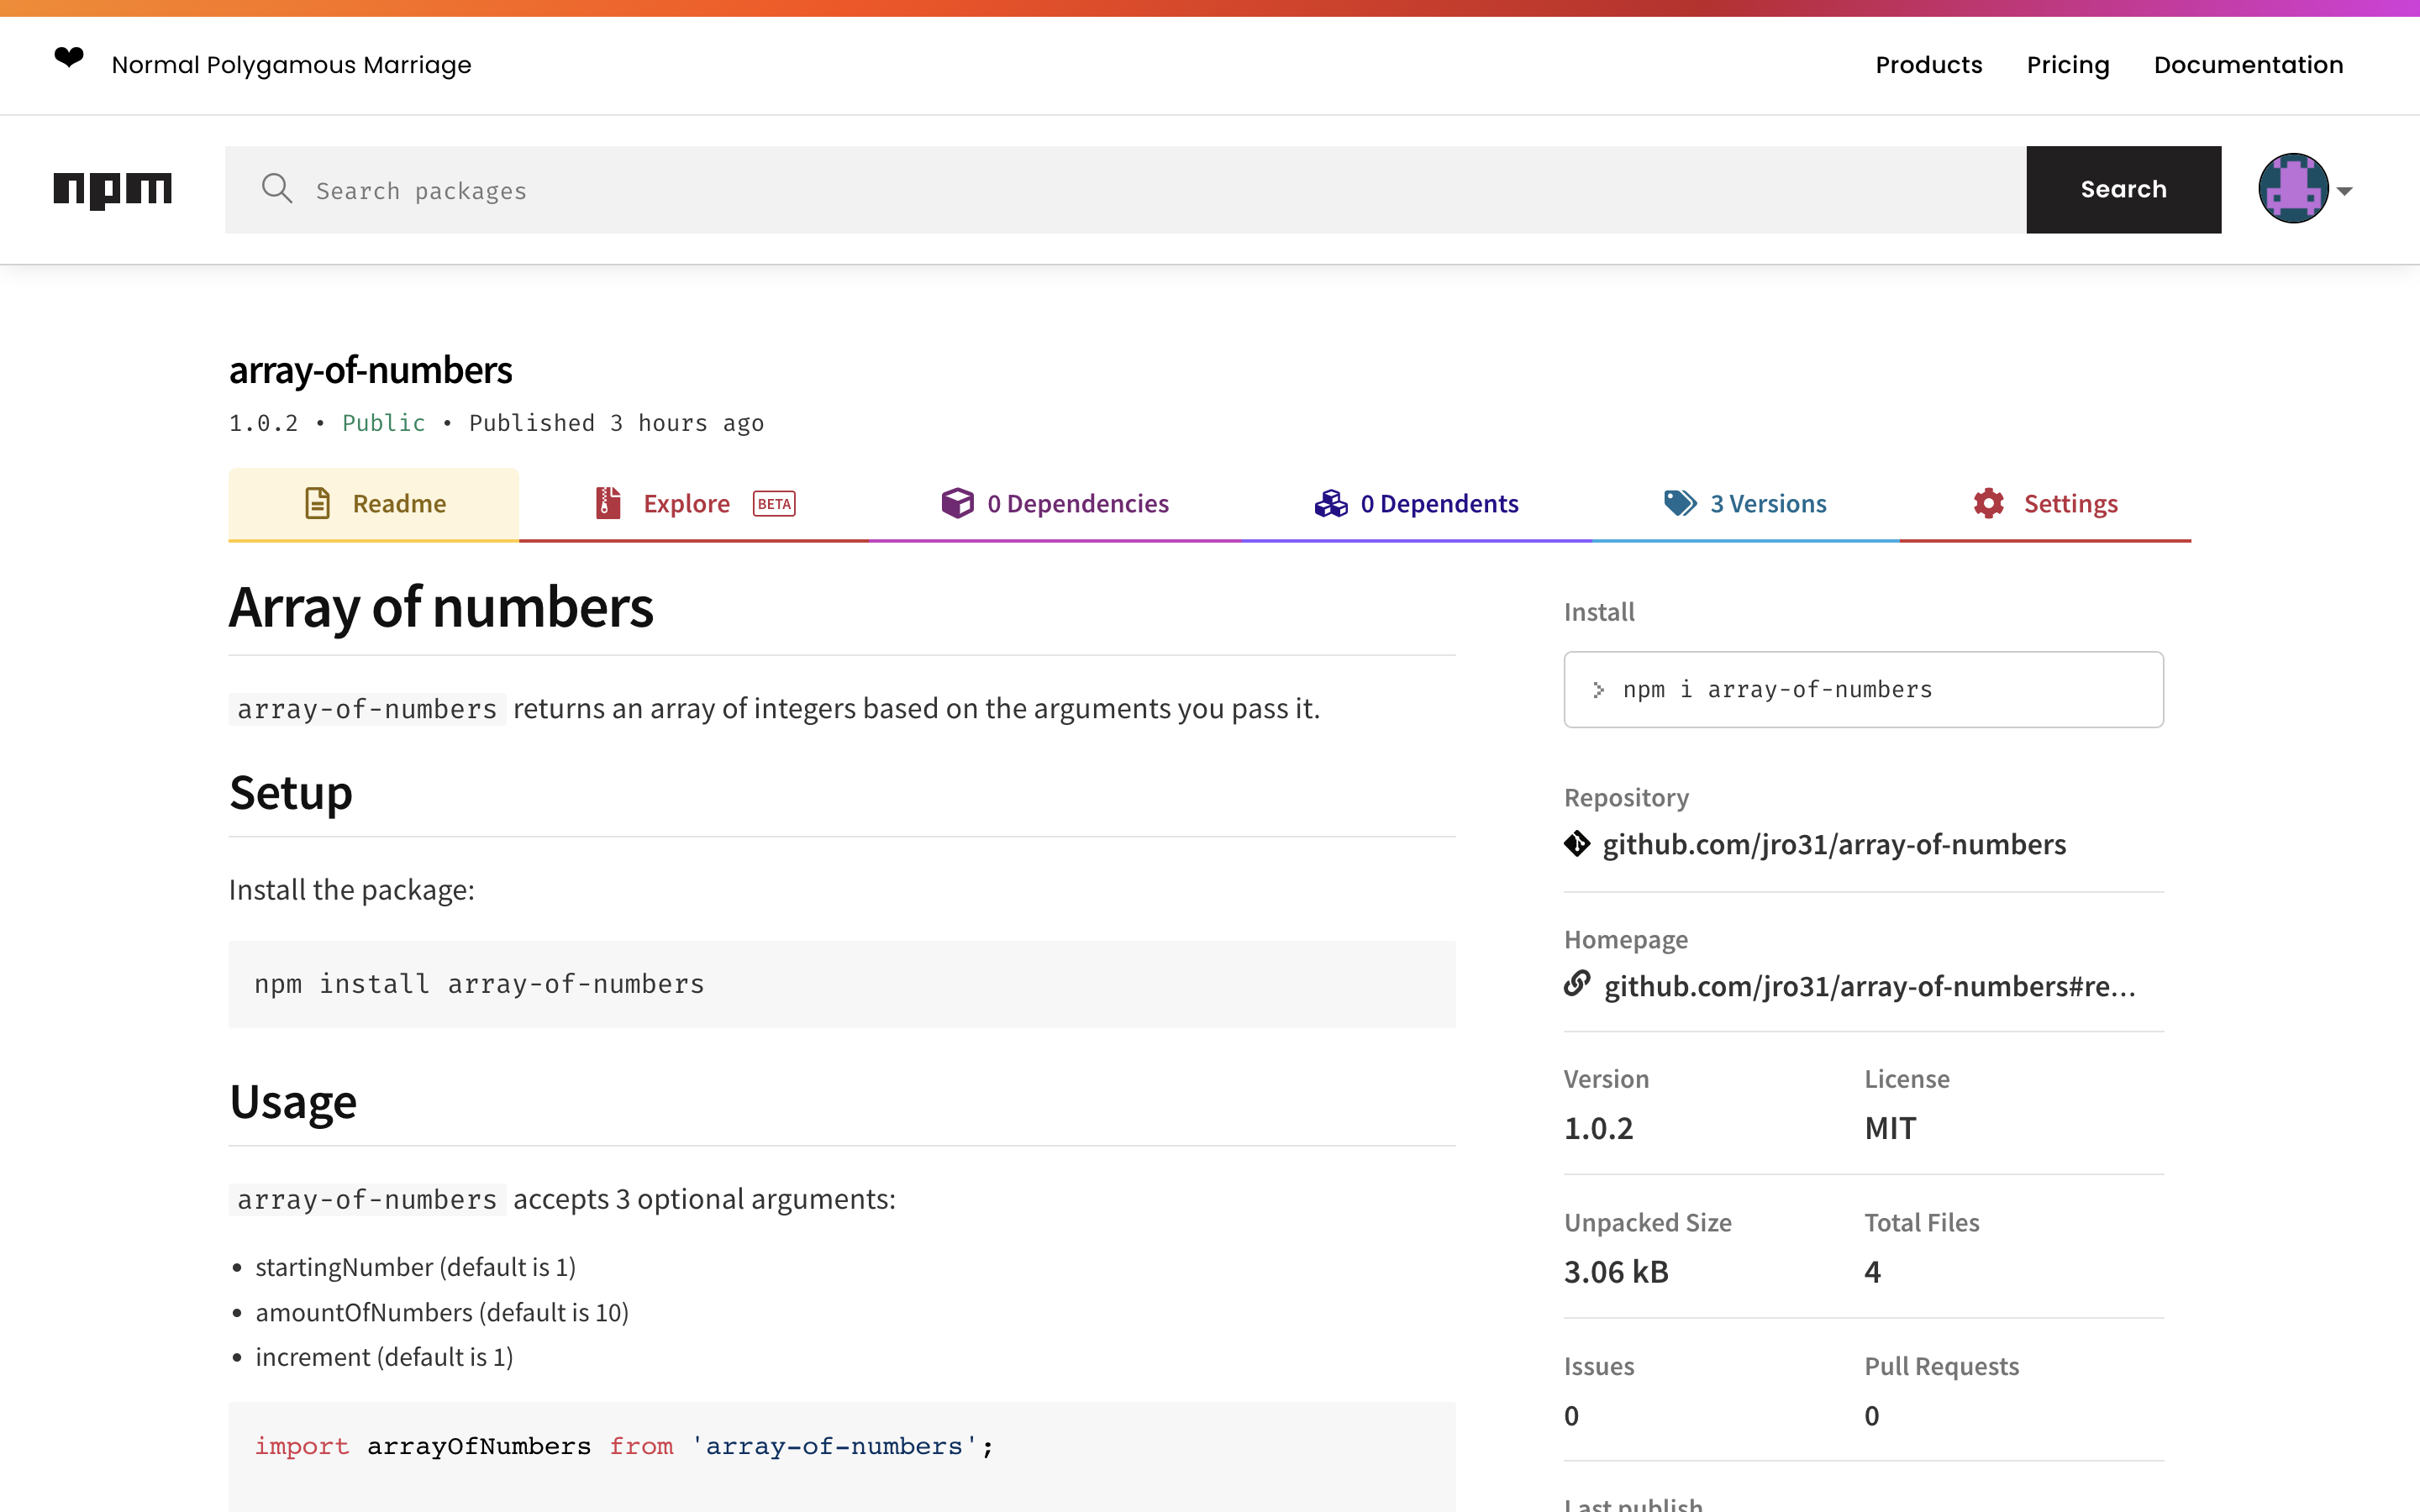 ❤ Normal Polygamous Marriage
Products Pricing Documentation
npm
Search packages
Search
array-of-numbers
1.0.2 • Public • Published 3 hours ago
Readme
Explore BETA
0 Dependencies
0 Dependents
3 Versions
Settings
Array of numbers
array-of-numbers returns an array of integers based on the arguments you pass it.
Setup
Install the package:
npm install array-of-numbers
Usage
array-of-numbers accepts 3 optional arguments:
• startingNumber (default is 1)
• amountOfNumbers (default is 10)
• increment (default is 1)
import arrayOfNumbers from 'array-of-numbers';
Install
> npm i array-of-numbers
Repository
github.com/jro31/array-of-numbers
Homepage
github.com/jro31/array-of-numbers#re...
Version License
1.0.2 MIT
Unpacked Size Total Files
3.06 kB 4
Issues Pull Requests
0 0
Last publish